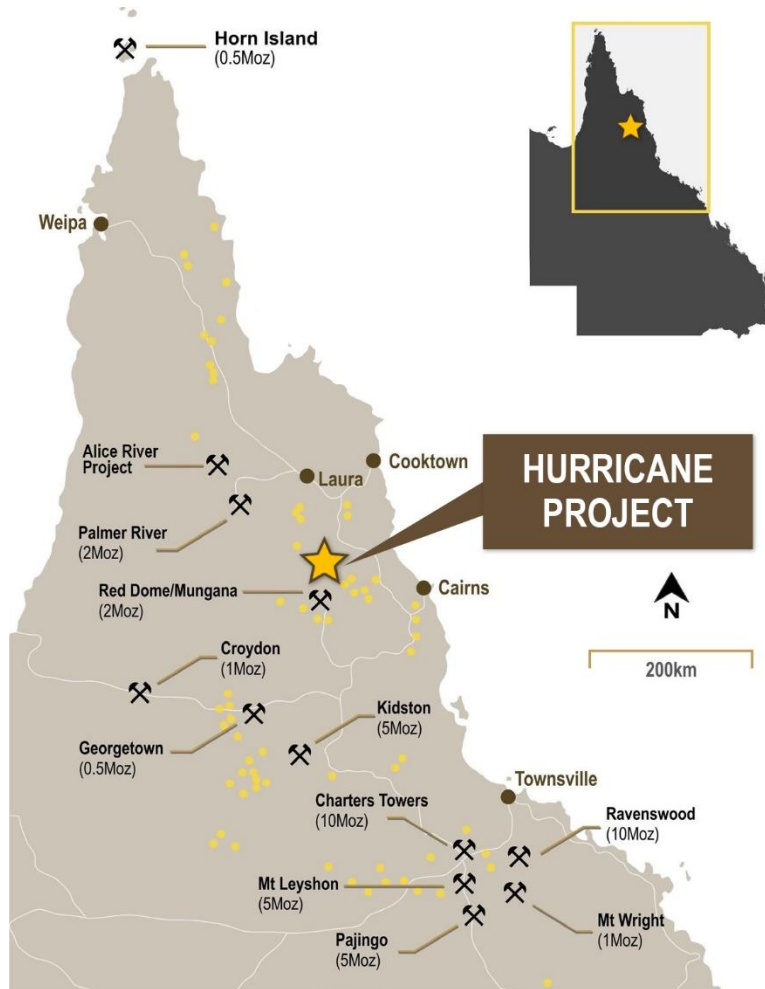 Horn Island
(0.5Moz)
Weipa
Alice River
Project
Laura
Cooktown
HURRICANE
PROJECT
Palmer River
(2Moz)
Red Dome/Mungana
(2Moz)
Cairns
N
200km
Croydon
(1Moz)
Georgetown
(0.5Moz)
Kidston
(5Moz)
Townsville
Charters Towers
(10Moz)
Ravenswood
(10Moz)
Mt Leyshon
(5Moz)
Mt Wright
(1Moz)
Pajingo
(5Moz)